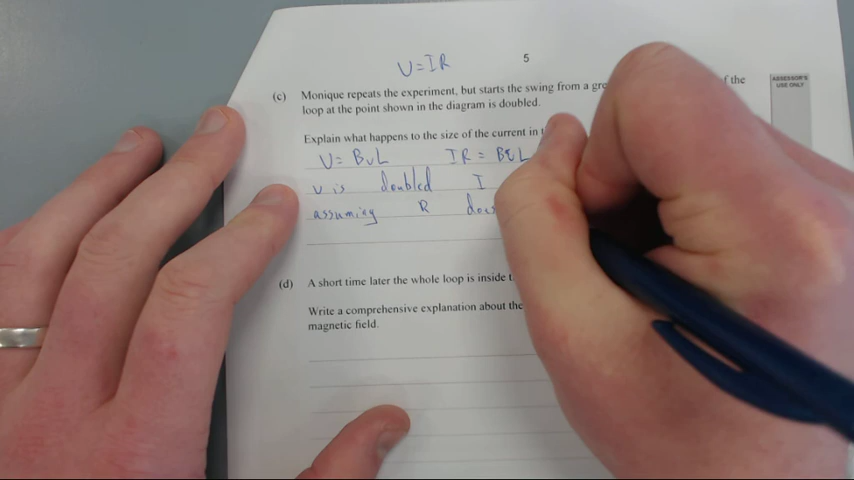 V=IR
5
(c) Monique repeats the experiment, but starts the swing from a gre f the
loop at the point shown in the diagram is doubled.
ASSESSOR'S
USE ONLY
Explain what happens to the size of the current in
V= BvL IR = BvL
v is doubled I
assuming R does
(d) A short time later the whole loop is inside
Write a comprehensive explanation about the
magnetic field.